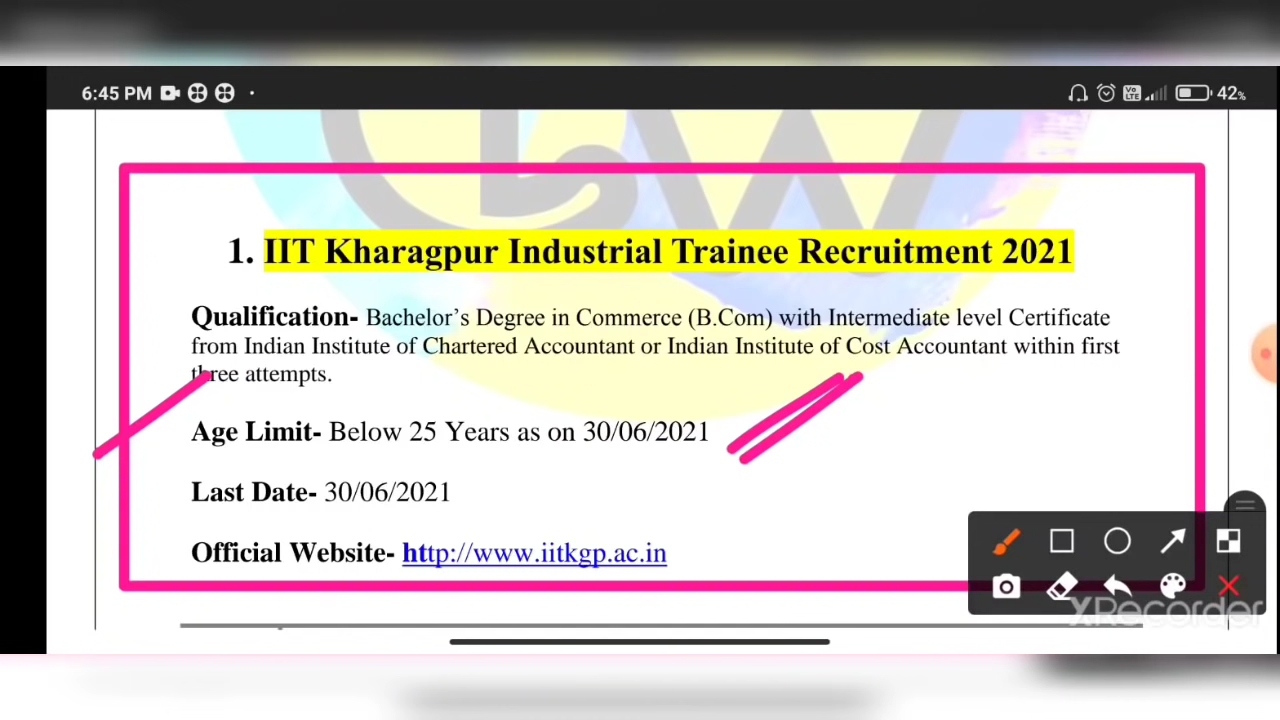 6:45 PM
Vo LTE
42%
1. IIT Kharagpur Industrial Trainee Recruitment 2021
Qualification- Bachelor’s Degree in Commerce (B.Com) with Intermediate level Certificate
from Indian Institute of Chartered Accountant or Indian Institute of Cost Accountant within first
three attempts.
Age Limit- Below 25 Years as on 30/06/2021
Last Date- 30/06/2021
Official Website- http://www.iitkgp.ac.in
XRecorder